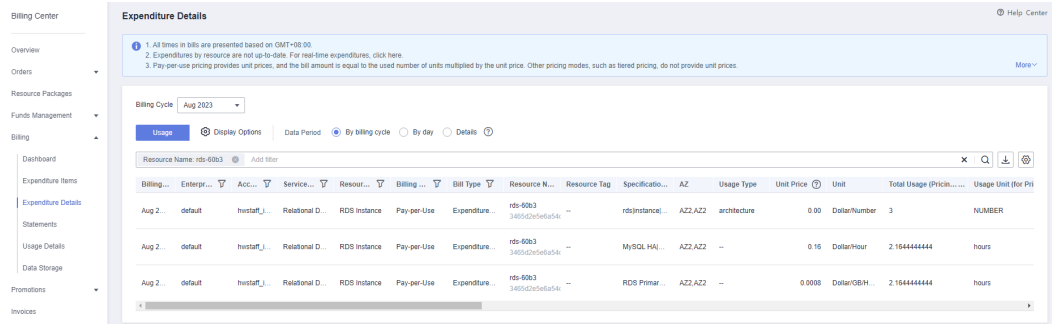 Billing Center
Overview
Orders
Resource Packages
Funds Management
Billing
Dashboard
Expenditure Items
Expenditure Details
Statements
Usage Details
Data Storage
Promotions
Invoices
Expenditure Details
Help Center
1. All times in bills are presented based on GMT+08:00.
2. Expenditures by resource are not up-to-date. For real-time expenditures, click here.
3. Pay-per-use pricing provides unit prices, and the bill amount is equal to the used number of units multiplied by the unit price. Other pricing modes, such as tiered pricing, do not provide unit prices.
More
Billing Cycle Aug 2023
Usage Display Options Data Period By billing cycle By day Details
Resource Name: rds-60b3 Add filter
Billing... Enterpr... Acc... Service... Resour... Billing ... Bill Type Resource N... Resource Tag Specificatio... AZ Usage Type Unit Price Unit Total Usage (Pricin... ... Usage Unit (for Pri
Aug 2... default hwstaff_i... Relational D... RDS Instance Pay-per-Use Expenditure... rds-60b3 -- rds|instance|... AZ2,AZ2 architecture 0.00 Dollar/Number 3 NUMBER
3465d2e5e6a54c
Aug 2... default hwstaff_i... Relational D... RDS Instance Pay-per-Use Expenditure... rds-60b3 -- MySQL HA|... AZ2,AZ2 -- 0.16 Dollar/Hour 2.1644444444 hours
3465d2e5e6a54c
Aug 2... default hwstaff_i... Relational D... RDS Instance Pay-per-Use Expenditure... rds-60b3 -- RDS Primar... AZ2,AZ2 -- 0.0008 Dollar/GB/H... 2.1644444444 hours
3465d2e5e6a54c